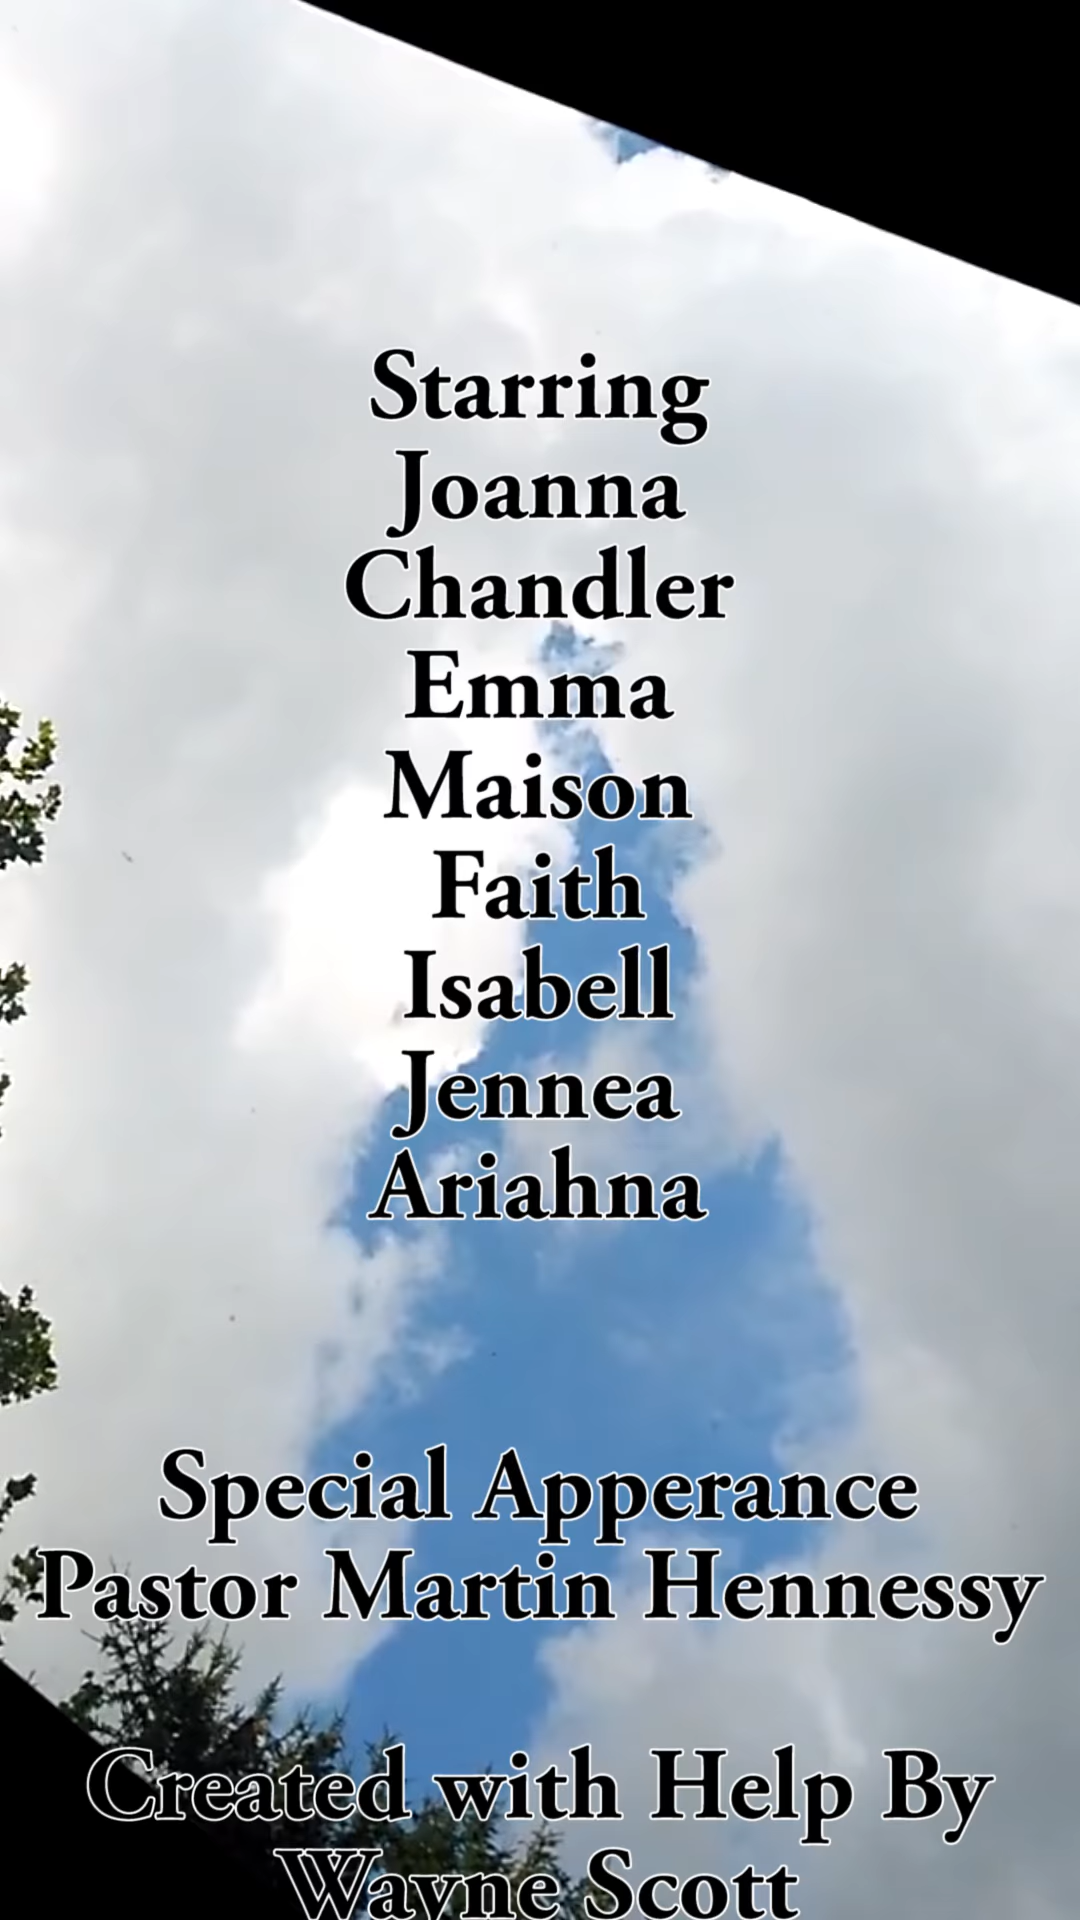 Starring
Joanna
Chandler
Emma
Maison
Faith
Isabell
Jennea
Ariahna
Special Apperance
Pastor Martin Hennessy
Created with Help By
Wayne Scott